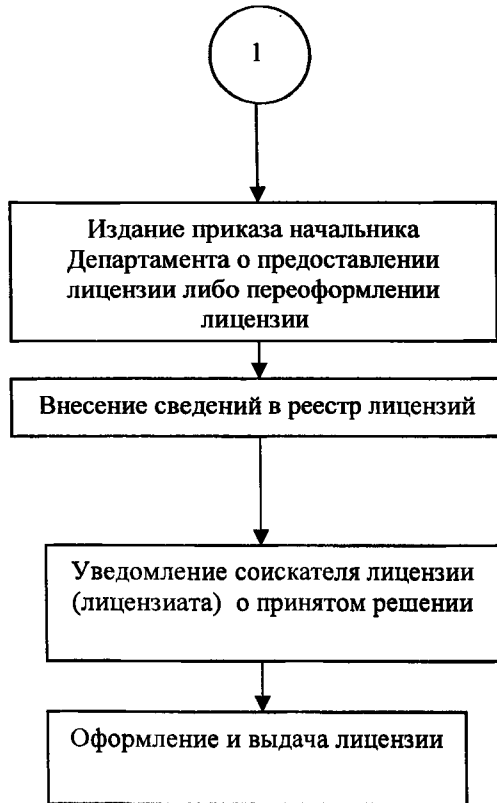 1
Издание приказа начальника
Департамента о предоставлении
лицензии либо переоформлении
лицензии
Внесение сведений в реестр лицензий
Уведомление соискателя лицензии
(лицензиата) о принятом решении
Оформление и выдача лицензии